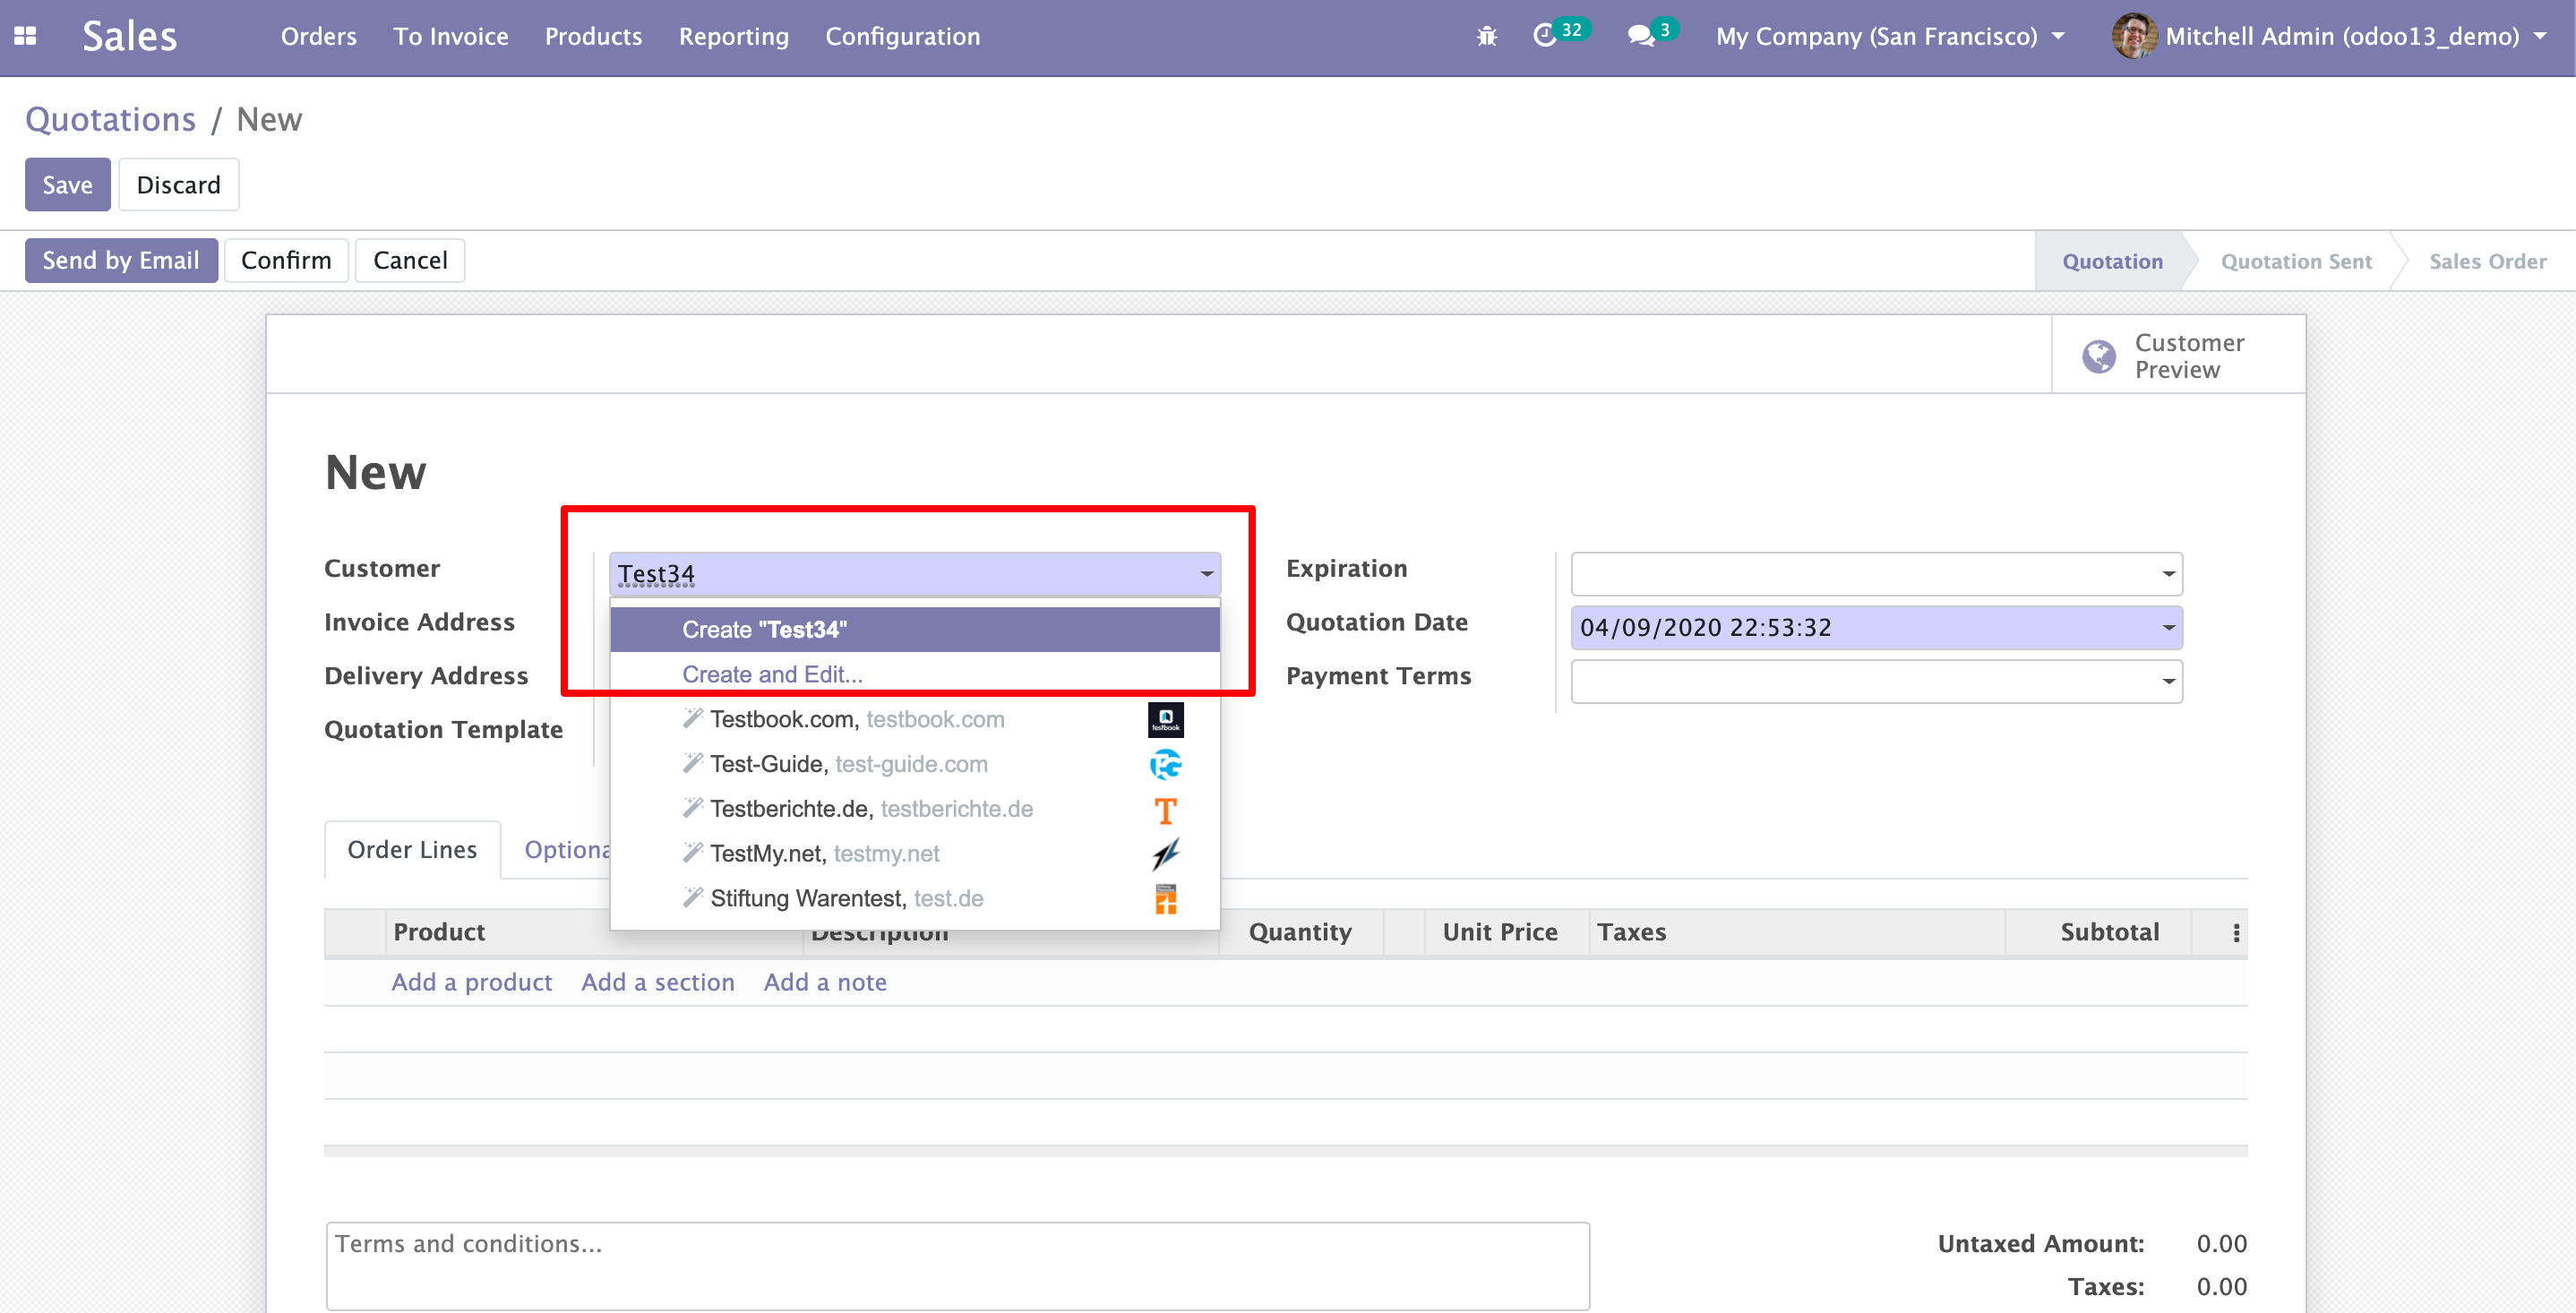 Sales Orders To Invoice Products Reporting Configuration 32 3 My Company (San Francisco) Mitchell Admin (odoo13_demo)
Quotations / New
Save Discard
Send by Email Confirm Cancel Quotation Quotation Sent Sales Order
Customer
Preview
New
Customer Test34 Expiration
Invoice Address Create "Test34" Quotation Date 04/09/2020 22:53:32
Delivery Address Create and Edit... Payment Terms
Quotation Template Testbook.com, testbook.com testbook
Test-Guide, test-guide.com
Testberichte.de, testberichte.de T
TestMy.net, testmy.net
Stiftung Warentest, test.de
Order Lines Optiona
Product Description Quantity Unit Price Taxes Subtotal
Add a product Add a section Add a note
Terms and conditions... Untaxed Amount: 0.00
Taxes: 0.00